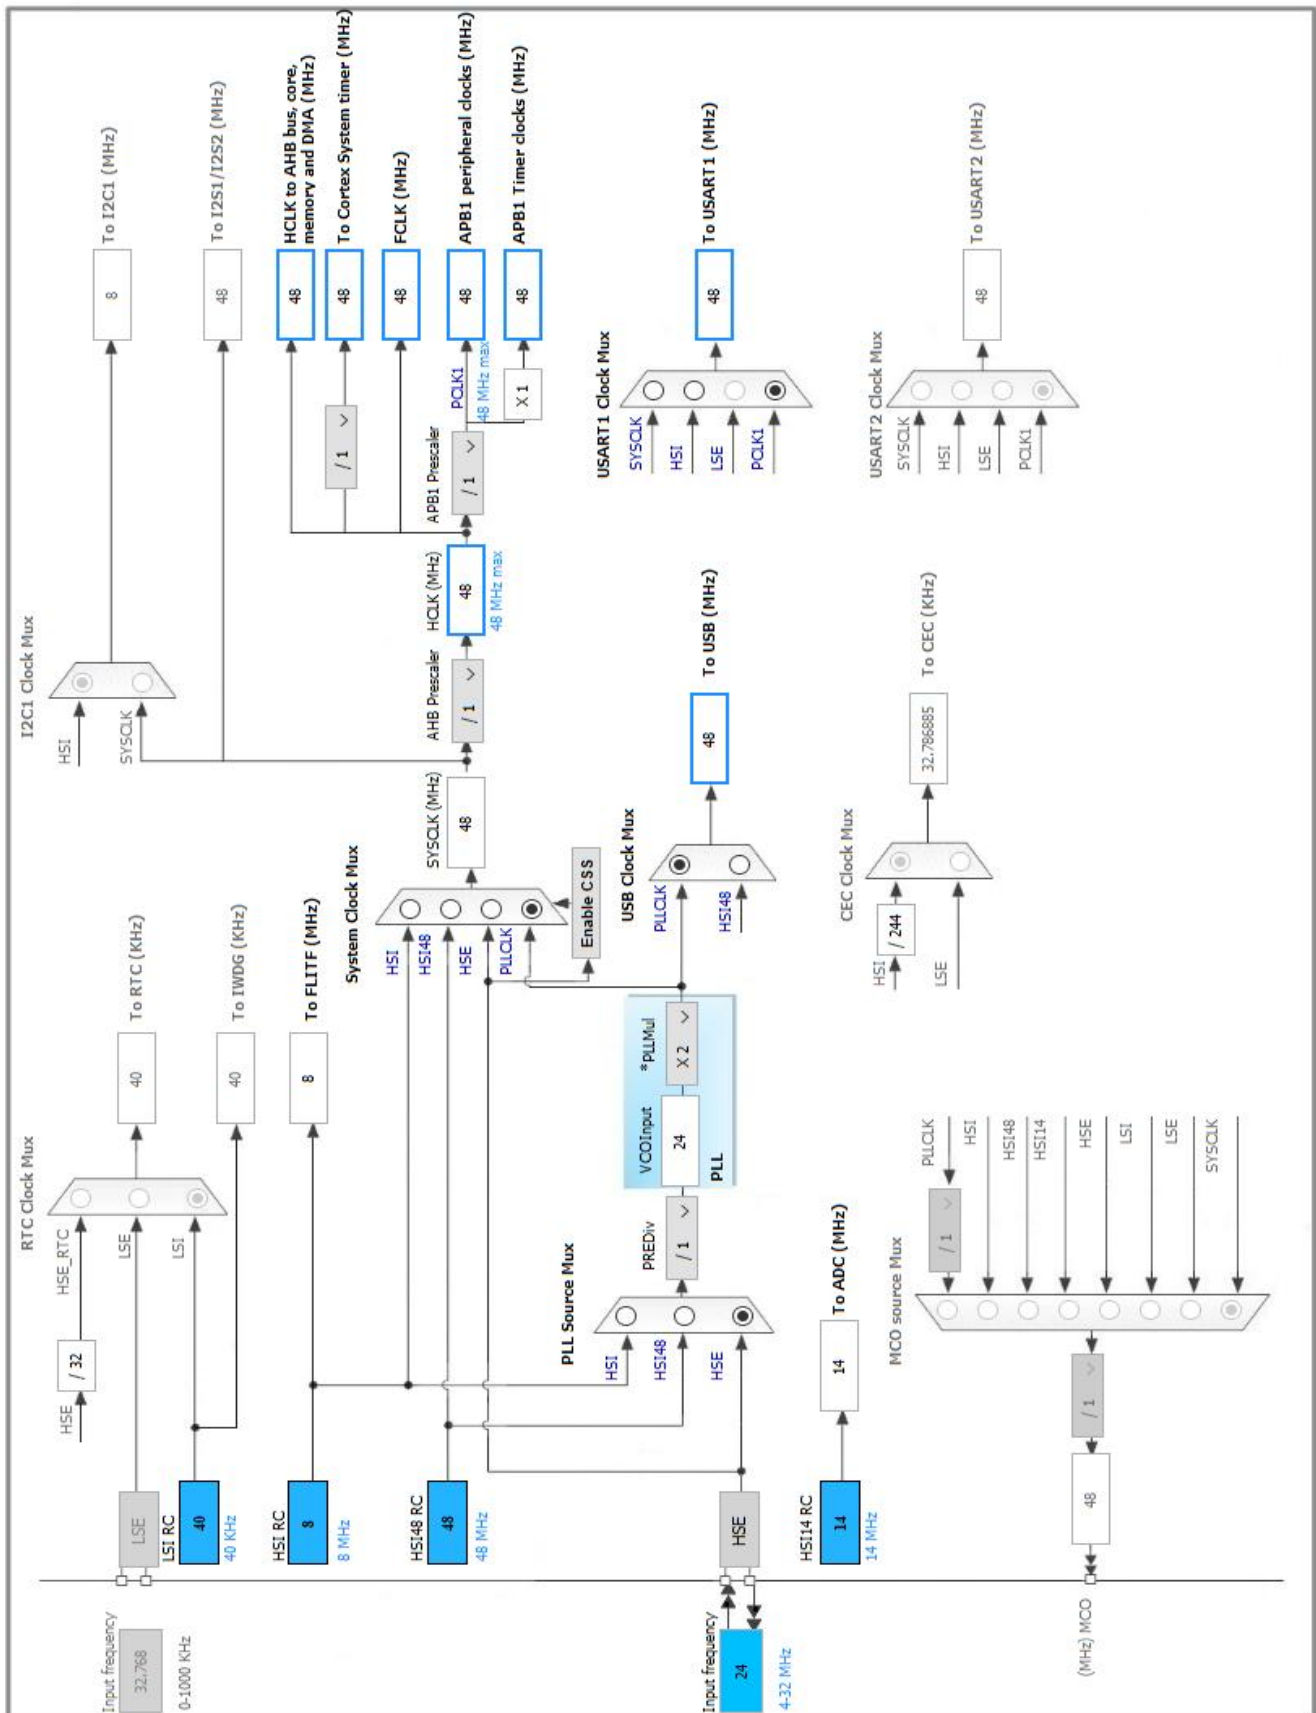 Input frequency
32.768
0-1000 KHz
LSE
LSI RC
40
40 KHz
HSE
/ 32
HSE_RTC
LSE
LSI
RTC Clock Mux
40
To RTC (KHz)
40
To IWDG (KHz)
HSI RC
8
8 MHz
8
To FLITF (MHz)
HSI48 RC
48
48 MHz
I2C1 Clock Mux
HSI
SYSCLK
8
To I2C1 (MHz)
48
To I2S1/I2S2 (MHz)
System Clock Mux
HSI
HSI48
HSE
PLLCLK
Enable CSS
SYSCLK (MHz)
48
AHB Prescaler
/ 1
HCLK (MHz)
48
48 MHz max
APB1 Prescaler
/ 1
PCLK1
48 MHz max
X 1
/ 1
48
HCLK to AHB bus, core,
memory and DMA (MHz)
48
To Cortex System timer (MHz)
48
FCLK (MHz)
48
APB1 peripheral clocks (MHz)
48
APB1 Timer clocks (MHz)
Input frequency
24
4-32 MHz
HSE
PLL Source Mux
HSI
HSI48
HSE
PREDiv
/ 1
VCOInput
24
*PLLMul
X 2
PLL
USB Clock Mux
PLLCLK
HSI48
48
To USB (MHz)
USART1 Clock Mux
SYSCLK
HSI
LSE
PCLK1
48
To USART1 (MHz)
HSI14 RC
14
14 MHz
14
To ADC (MHz)
CEC Clock Mux
HSI
/ 244
LSE
32.786885
To CEC (KHz)
USART2 Clock Mux
SYSCLK
HSI
LSE
PCLK1
48
To USART2 (MHz)
MCO source Mux
PLLCLK
/ 1
HSI
HSI48
HSI14
HSE
LSI
LSE
SYSCLK
/ 1
48
(MHz) MCO